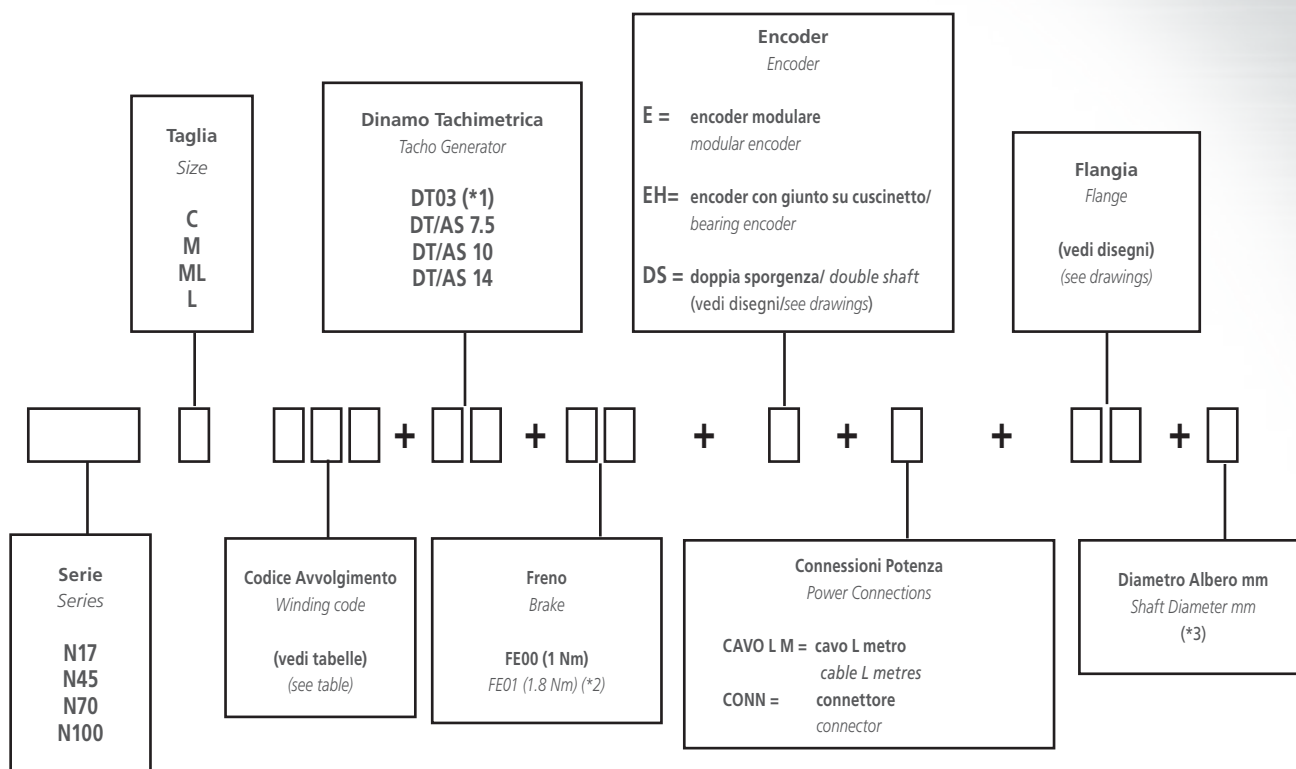 Taglia
Size
C
M
ML
L
Dinamo Tachimetrica
Tacho Generator
DT03 (*1)
DT/AS 7.5
DT/AS 10
DT/AS 14
Encoder
Encoder
E = encoder modulare
modular encoder
EH= encoder con giunto su cuscinetto/
bearing encoder
DS = doppia sporgenza/ double shaft
(vedi disegni/see drawings)
Flangia
Flange
(vedi disegni)
(see drawings)
+ + + + + +
Serie
Series
N17
N45
N70
N100
Codice Avvolgimento
Winding code
(vedi tabelle)
(see table)
Freno
Brake
FE00 (1 Nm)
FE01 (1.8 Nm) (*2)
Connessioni Potenza
Power Connections
CAVO L M = cavo L metro
cable L metres
CONN = connettore
connector
Diametro Albero mm
Shaft Diameter mm
(*3)